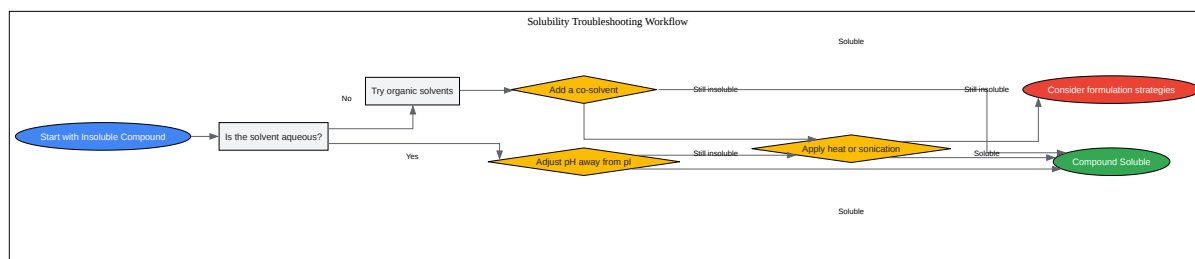 Solubility Troubleshooting Workflow
Soluble
Try organic solvents
Add a co-solvent
Still insoluble
Still insoluble
Consider formulation strategies
No
Start with Insoluble Compound
Is the solvent aqueous?
Yes
Adjust pH away from pI
Still insoluble
Apply heat or sonication
Soluble
Compound Soluble
Soluble